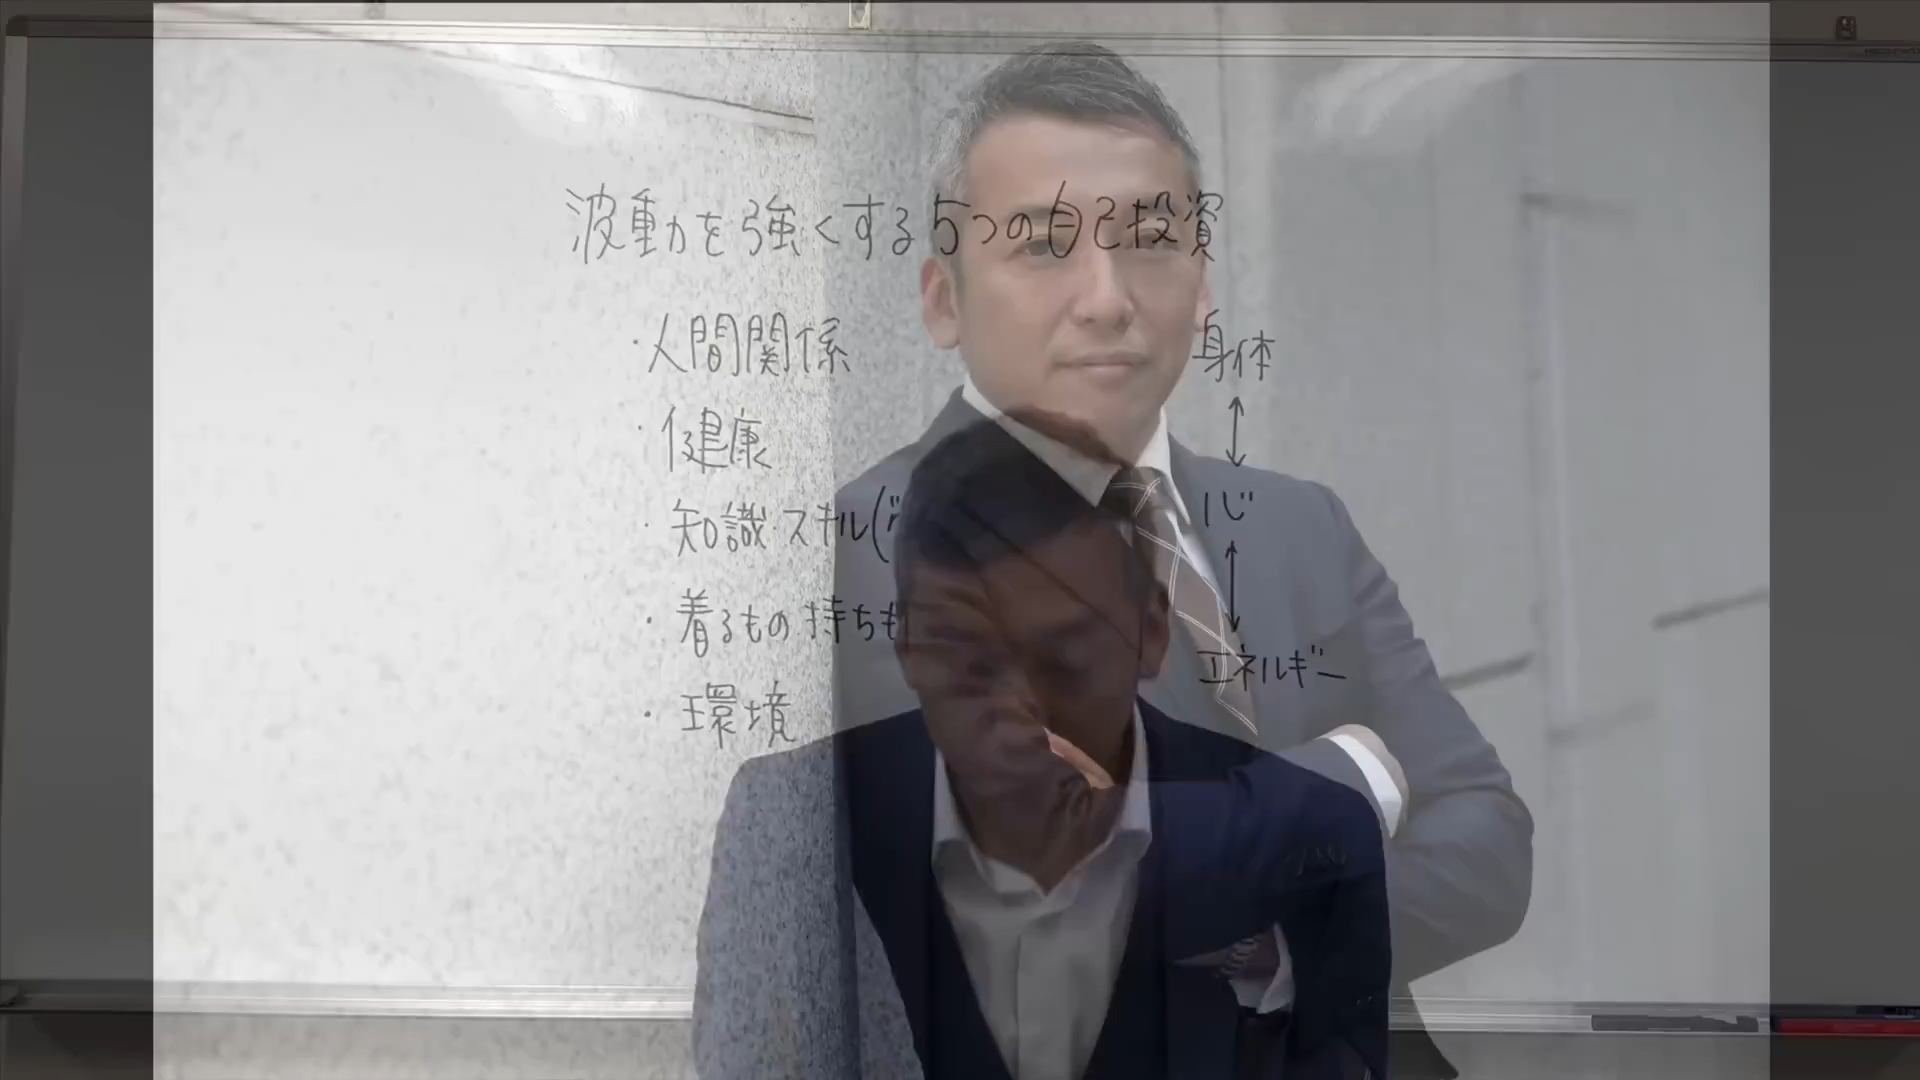 波動を強くする5つの自己投資
・人間関係
・健康
・知識・スキル(
・着るもの・持ちも
・環境
身体
↕
心
↕
エネルギー